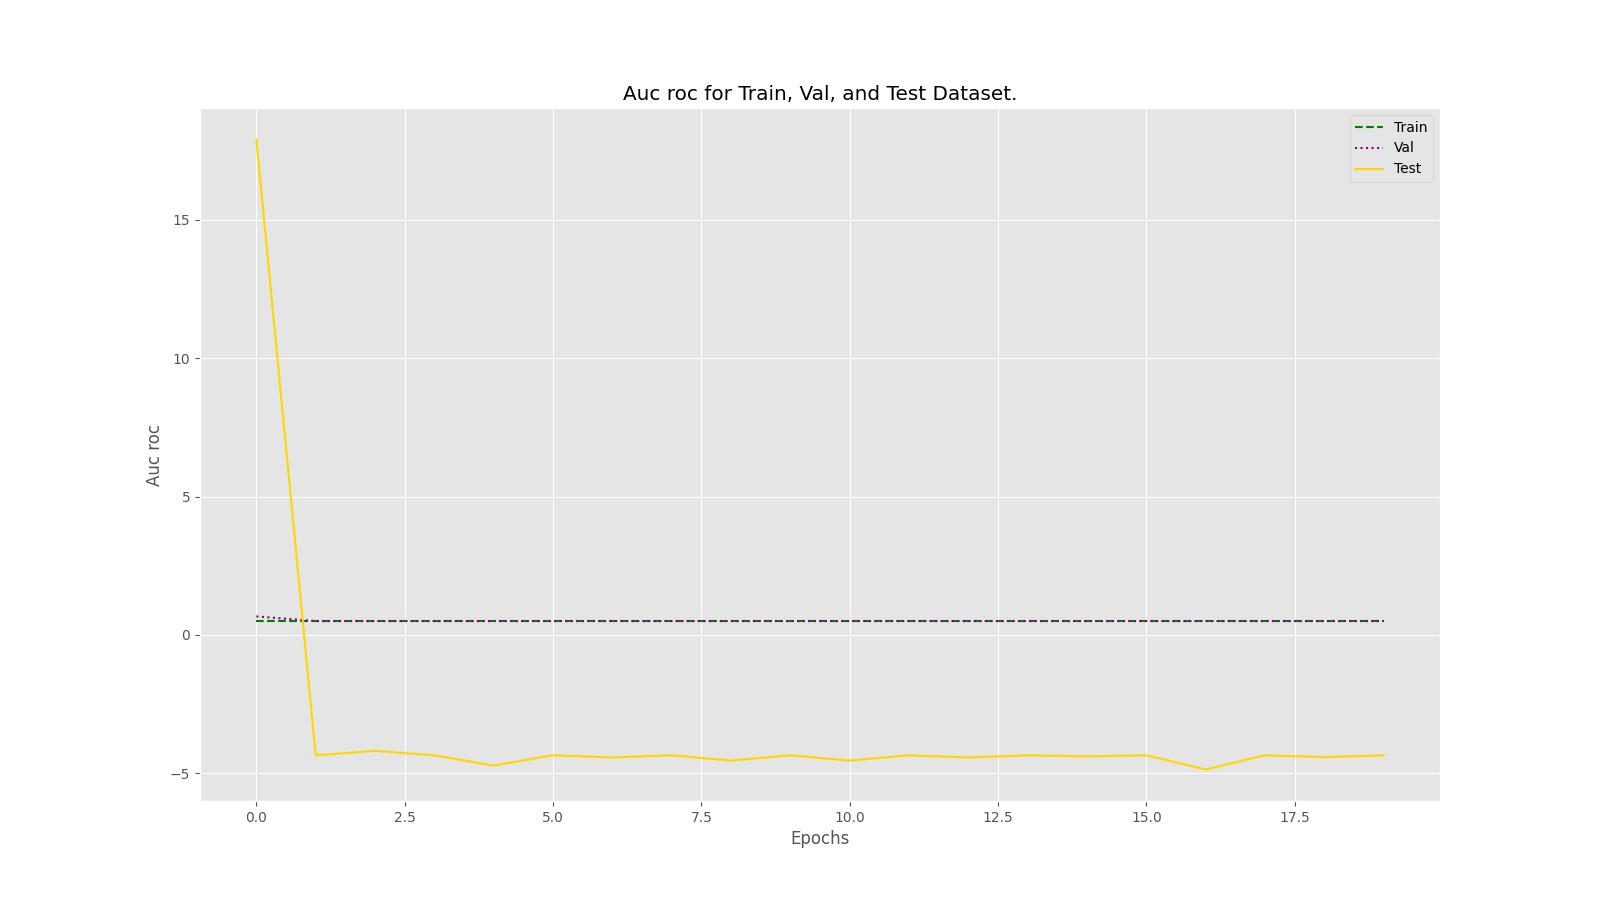 Auc roc for Train, Val, and Test Dataset.
Train
Val
Test
15
10
5
0
−5
Auc roc
0.0 2.5 5.0 7.5 10.0 12.5 15.0 17.5
Epochs